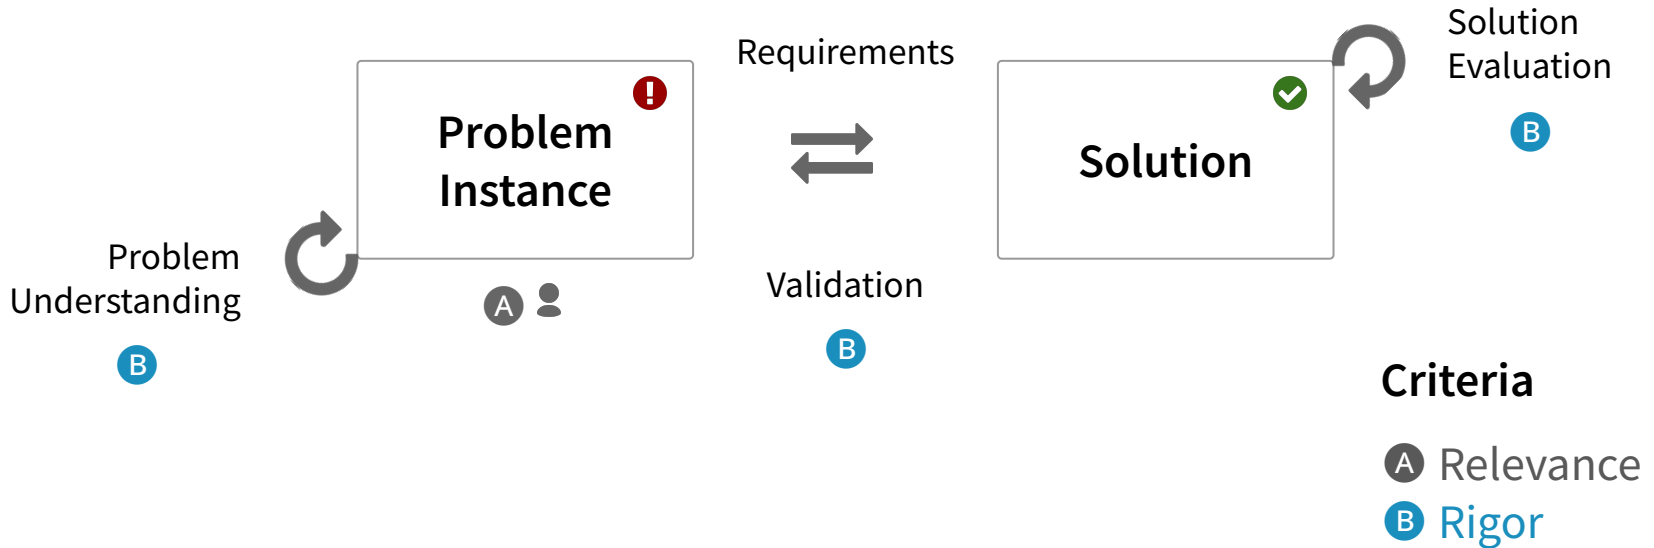 Problem
Understanding
B
Problem
Instance
A
Requirements
Validation
B
Solution
Solution
Evaluation
B
Criteria
A Relevance
B Rigor